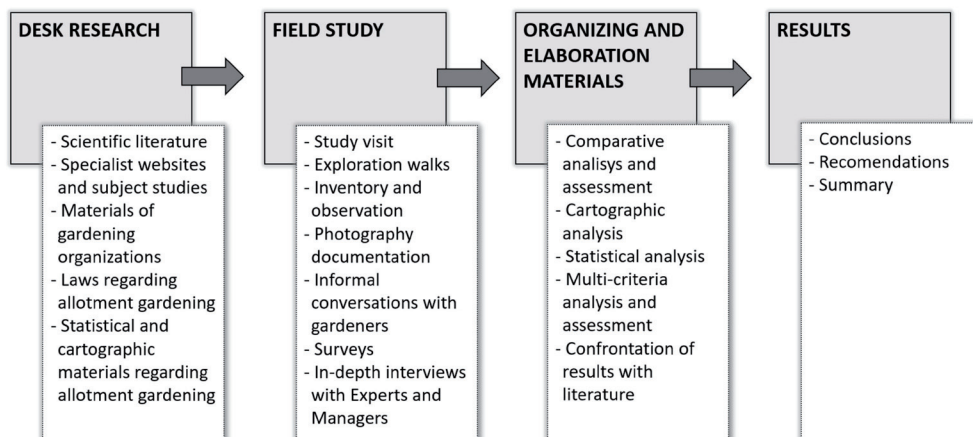 DESK RESEARCH
- Scientific literature
- Specialist websites
and subject studies
- Materials of
gardening
organizations
- Laws regarding
allotment gardening
- Statistical and
cartographic
materials regarding
allotment gardening
FIELD STUDY
- Study visit
- Exploration walks
- Inventory and
observation
- Photography
documentation
- Informal
conversations with
gardeners
- Surveys
- In-depth interviews
with Experts and
Managers
ORGANIZING AND
ELABORATION
MATERIALS
- Comparative
analisys and
assessment
- Cartographic
analysis
- Statistical analysis
- Multi-criteria
analysis and
assessment
- Confrontation of
results with
literature
RESULTS
- Conclusions
- Recomendations
- Summary